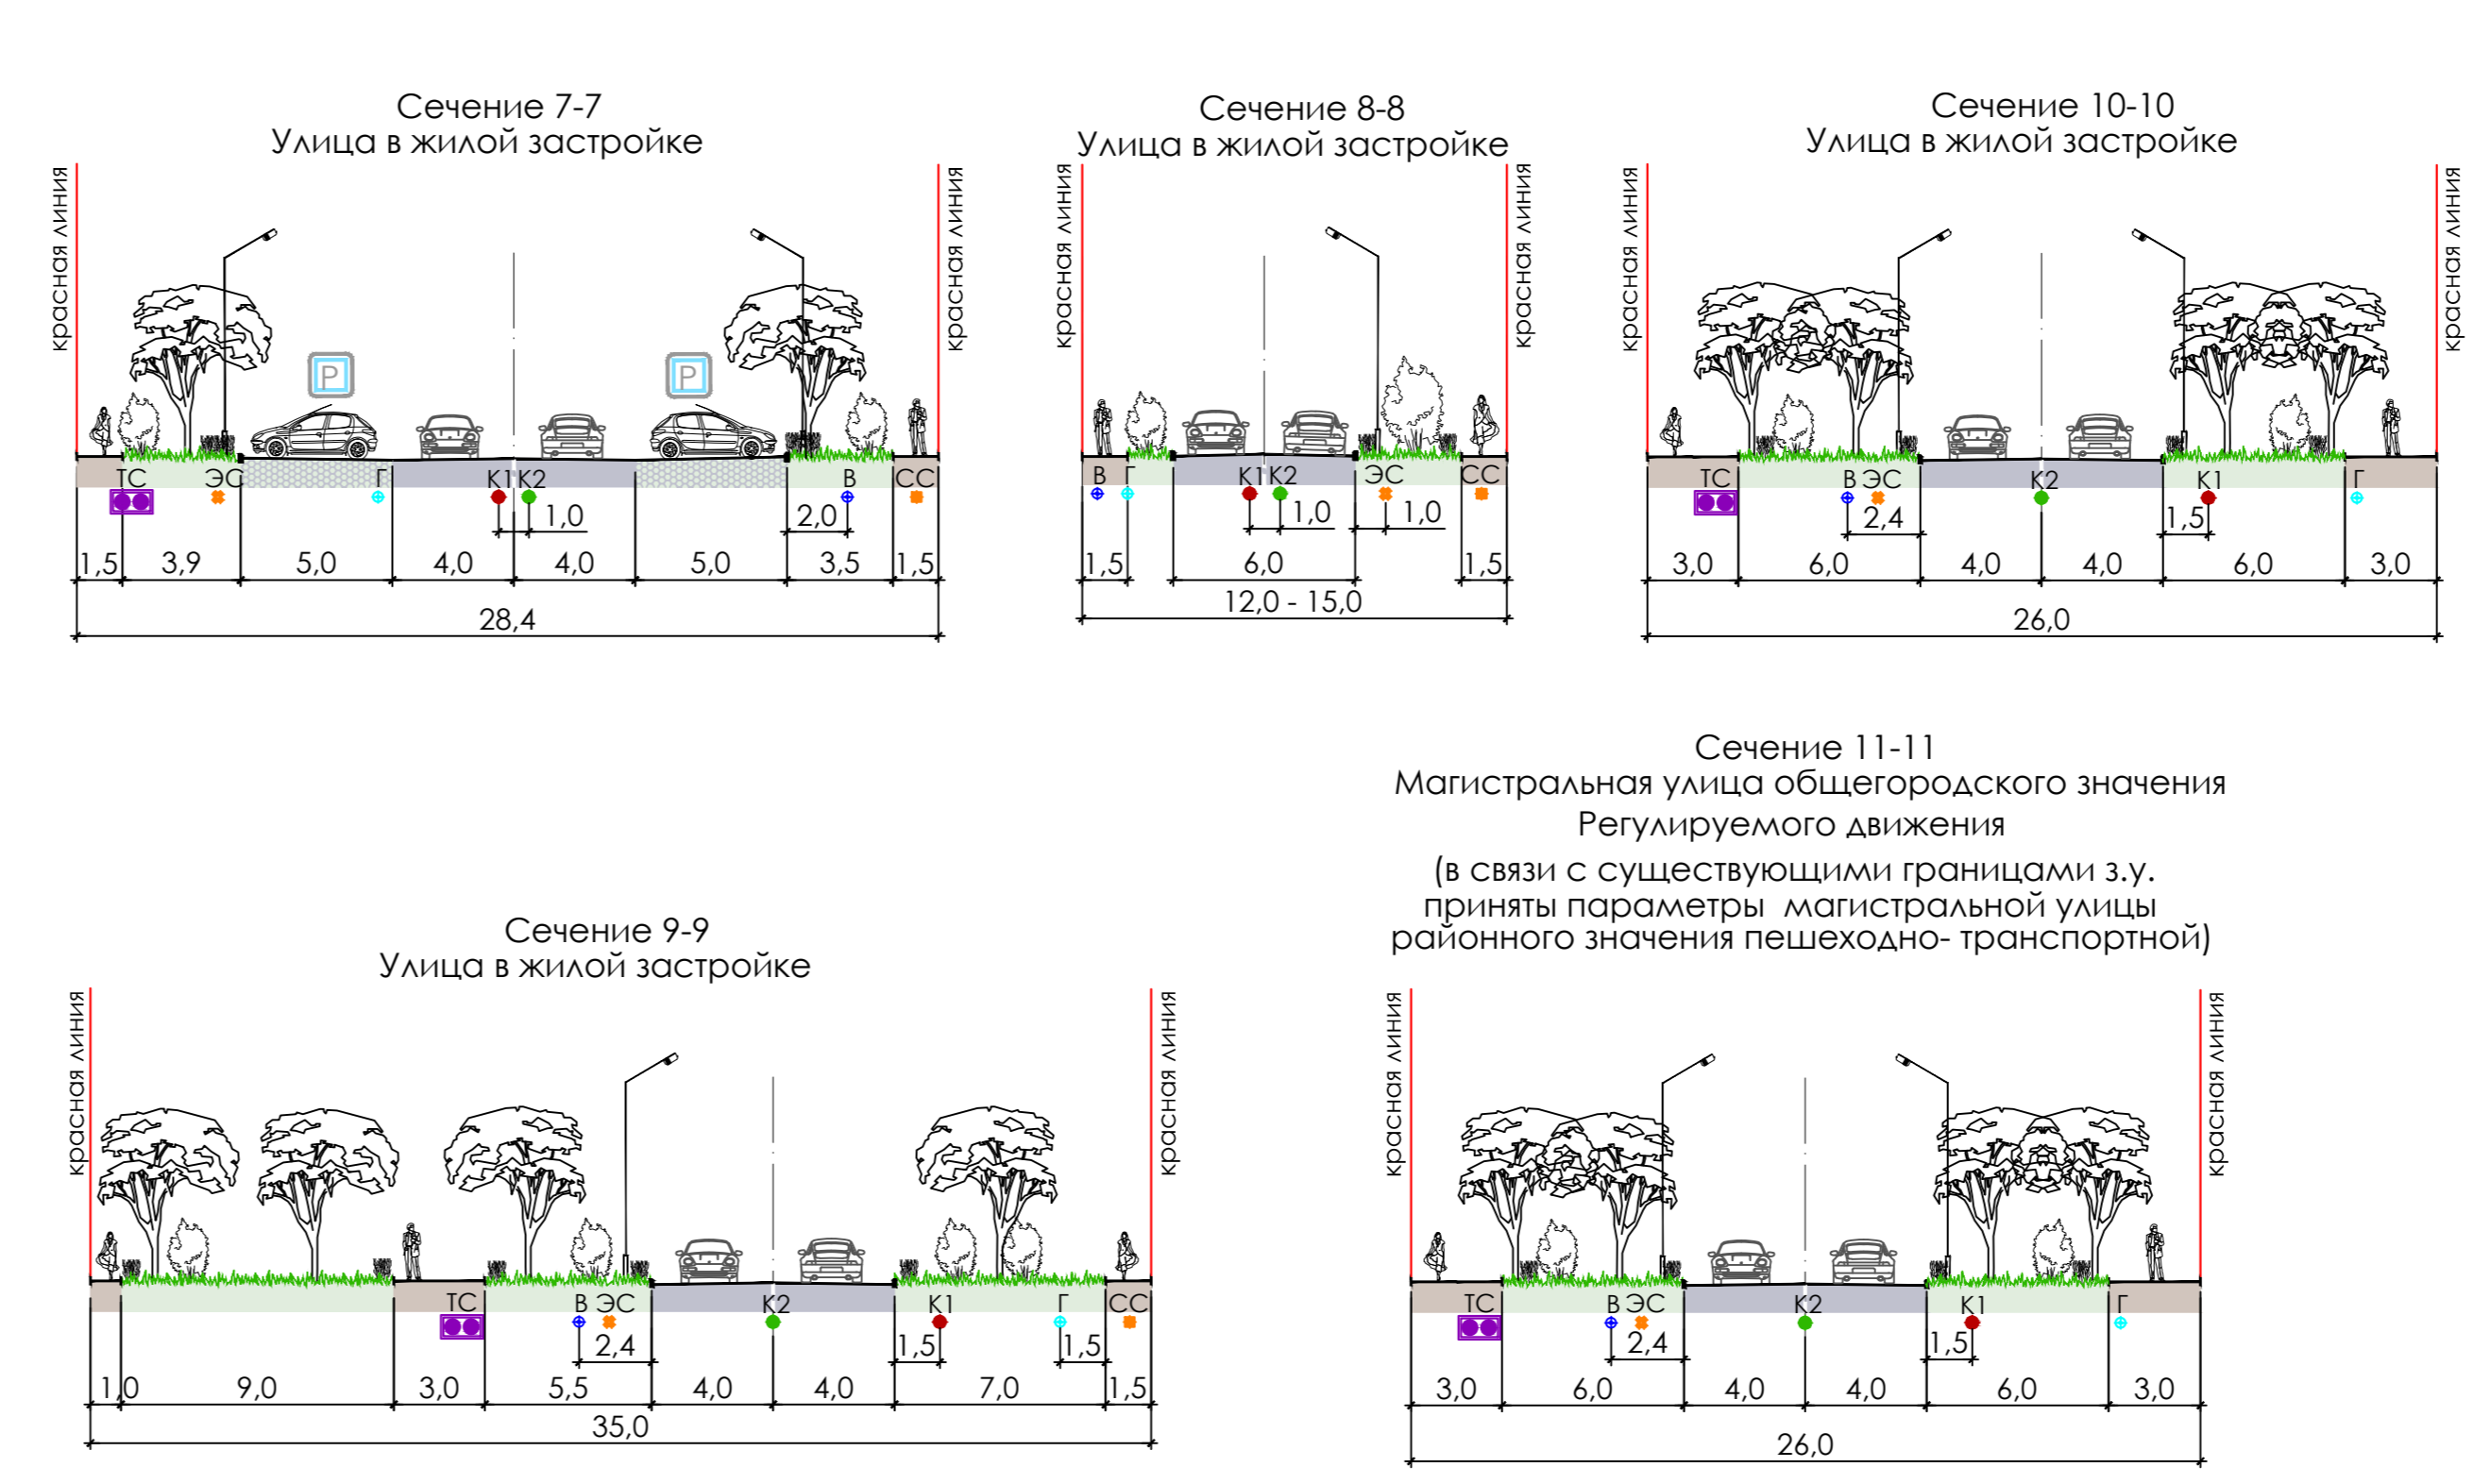 Сечение 7-7
Улица в жилой застройке
красная линия
красная линия
P
P
ТС
ЭС
Г
К1
К2
В
СС
1,0
2,0
1,5
3,9
5,0
4,0
4,0
5,0
3,5
1,5
28,4
Сечение 8-8
Улица в жилой застройке
красная линия
красная линия
В
Г
К1
К2
ЭС
СС
1,0
1,0
1,5
6,0
1,5
12,0 - 15,0
Сечение 10-10
Улица в жилой застройке
красная линия
красная линия
ТС
В
ЭС
К2
К1
Г
2,4
1,5
3,0
6,0
4,0
4,0
6,0
3,0
26,0
Сечение 9-9
Улица в жилой застройке
красная линия
красная линия
ТС
В
ЭС
К2
К1
Г
СС
2,4
1,5
1,5
1,0
9,0
3,0
5,5
4,0
4,0
7,0
1,5
35,0
Сечение 11-11
Магистральная улица общегородского значения
Регулируемого движения
(в связи с существующими границами з.у.
приняты параметры магистральной улицы
районного значения пешеходно- транспортной)
красная линия
красная линия
ТС
В
ЭС
К2
К1
Г
2,4
1,5
3,0
6,0
4,0
4,0
6,0
3,0
26,0